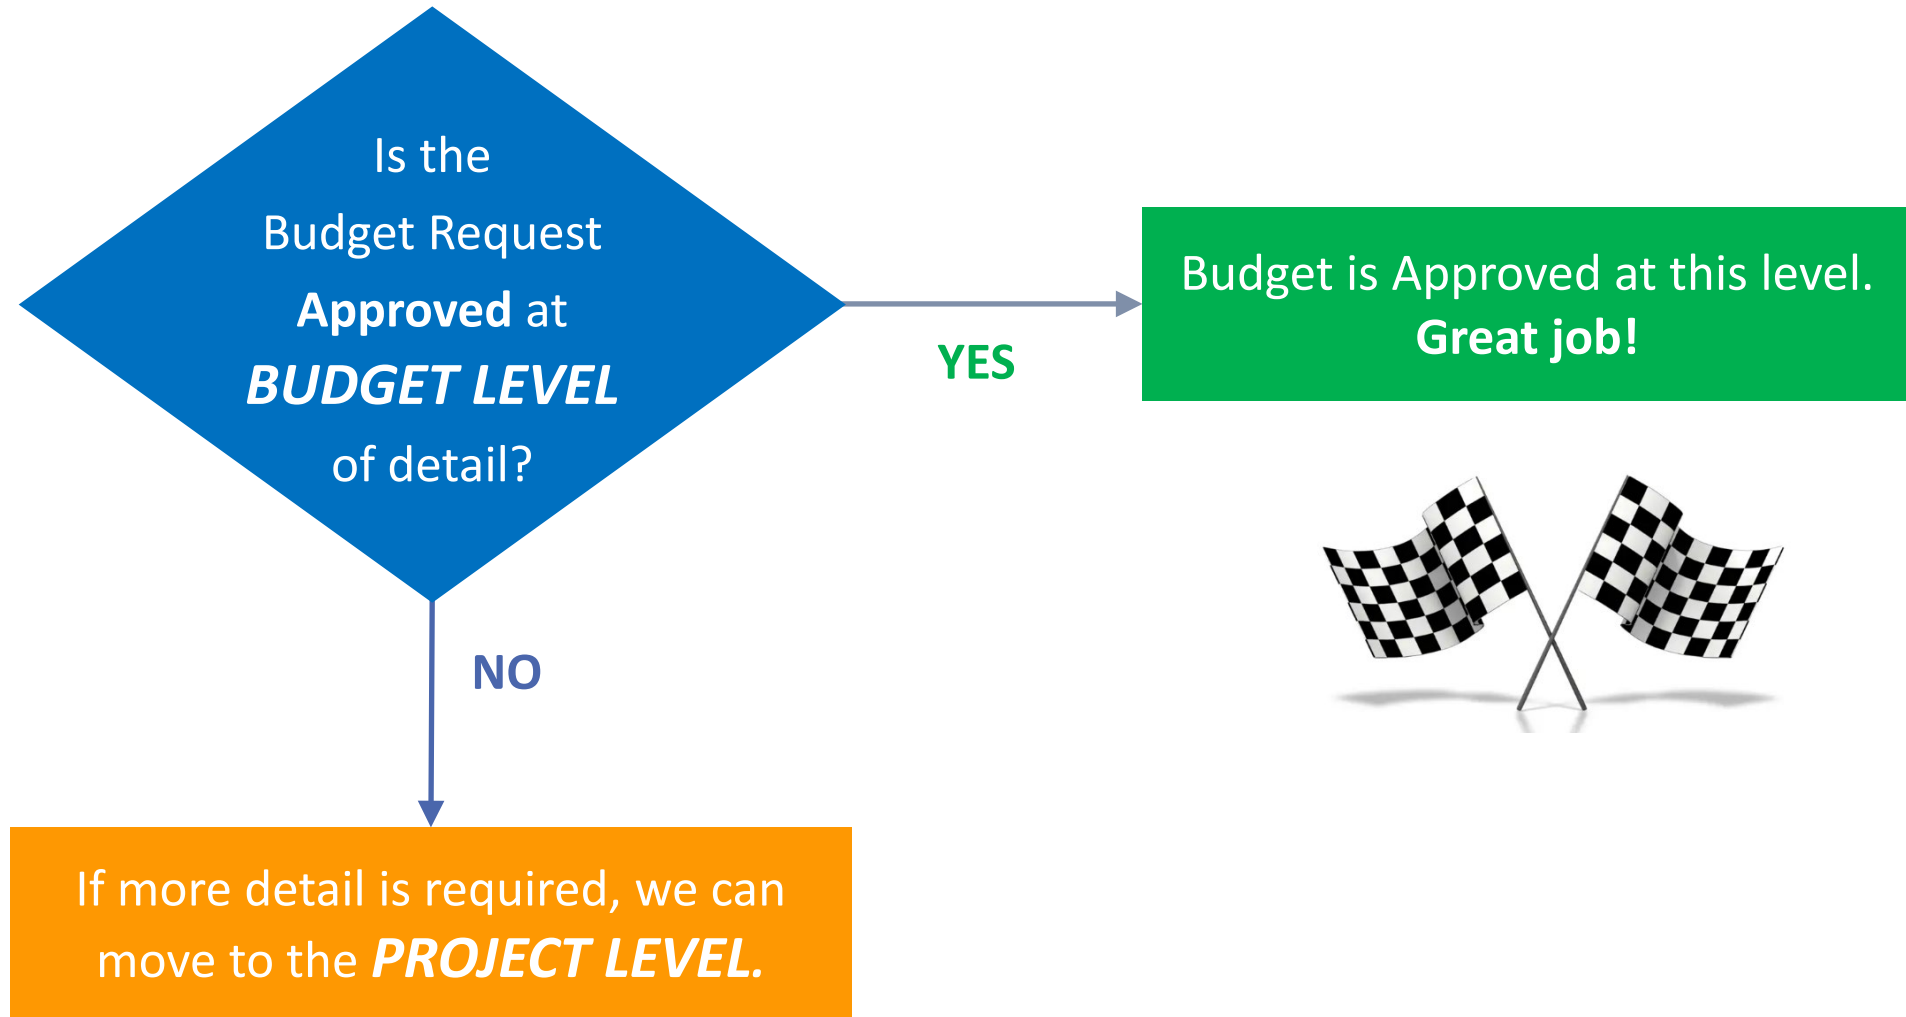 Is the
Budget Request
Approved at
BUDGET LEVEL
of detail?
YES
Budget is Approved at this level.
Great job!
NO
If more detail is required, we can
move to the PROJECT LEVEL.